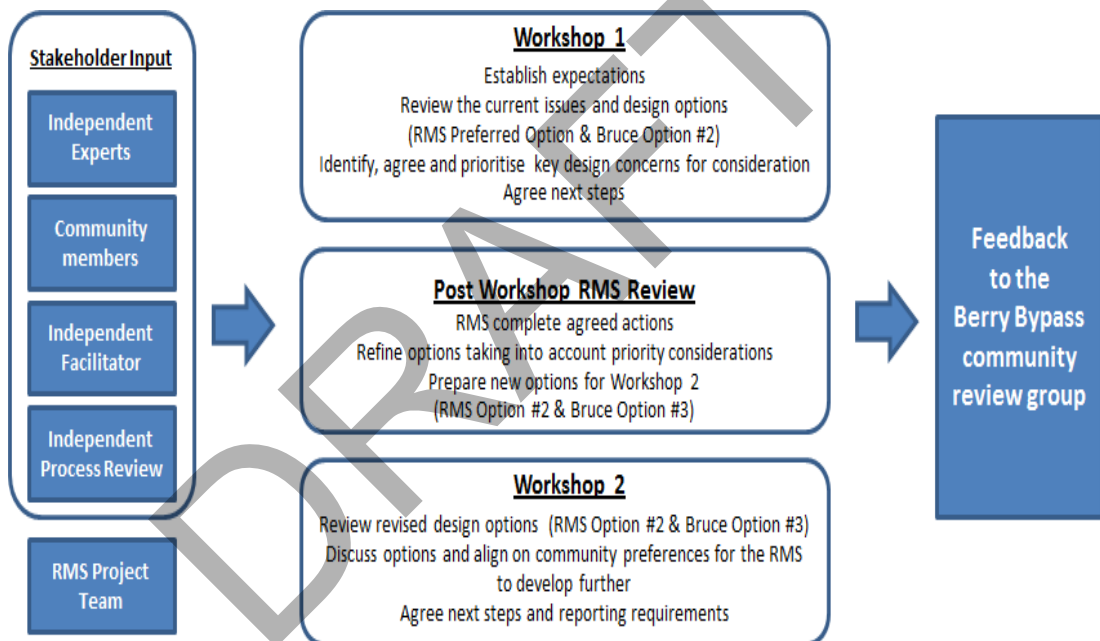 Stakeholder Input
Independent
Experts
Community
members
Independent
Facilitator
Independent
Process Review
RMS Project
Team
Workshop 1
Establish expectations
Review the current issues and design options
(RMS Preferred Option & Bruce Option #2)
Identify, agree and prioritise key design concerns for consideration
Agree next steps
Post Workshop RMS Review
RMS complete agreed actions
Refine options taking into account priority considerations
Prepare new options for Workshop 2
(RMS Option #2 & Bruce Option #3)
Workshop 2
Review revised design options (RMS Option #2 & Bruce Option #3)
Discuss options and align on community preferences for the RMS
to develop further
Agree next steps and reporting requirements
Feedback
to the
Berry Bypass
community
review group
DRAFT